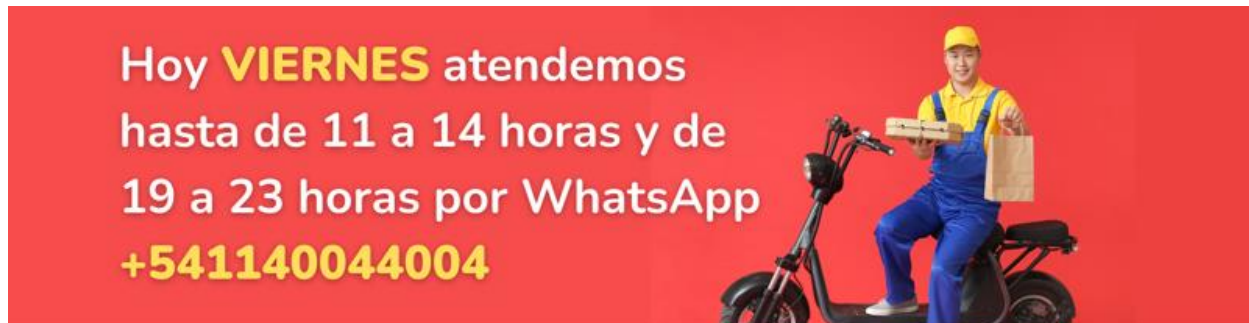 Hoy VIERNES atendemos
hasta de 11 a 14 horas y de
19 a 23 horas por WhatsApp
+541140044004